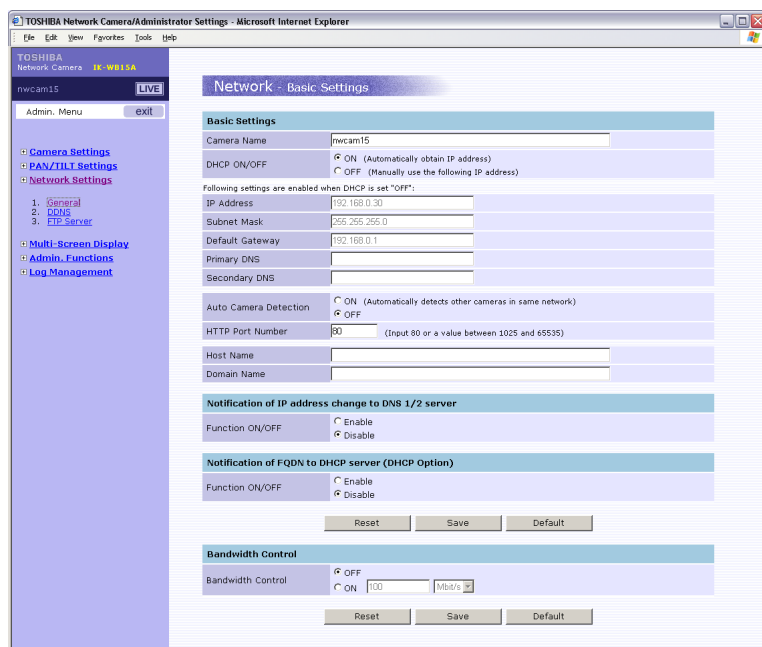 TOSHIBA Network Camera/Administrator Settings - Microsoft Internet Explorer
File Edit View Favorites Tools Help
TOSHIBA
Network Camera IK-WB15A
nwcam15 LIVE
Admin. Menu exit
Camera Settings
PAN/TILT Settings
Network Settings
1. General
2. DDNS
3. FTP Server
Multi-Screen Display
Admin. Functions
Log Management
Network - Basic Settings
Basic Settings
Camera Name nwcam15
DHCP ON/OFF
ON (Automatically obtain IP address)
OFF (Manually use the following IP address)
Following settings are enabled when DHCP is set "OFF":
IP Address 192.168.0.30
Subnet Mask 255.255.255.0
Default Gateway 192.168.0.1
Primary DNS
Secondary DNS
Auto Camera Detection
ON (Automatically detects other cameras in same network)
OFF
HTTP Port Number 80 (Input 80 or a value between 1025 and 65535)
Host Name
Domain Name
Notification of IP address change to DNS 1/2 server
Function ON/OFF
Enable
Disable
Notification of FQDN to DHCP server (DHCP Option)
Function ON/OFF
Enable
Disable
Reset Save Default
Bandwidth Control
Bandwidth Control
OFF
ON 100 Mbit/s
Reset Save Default